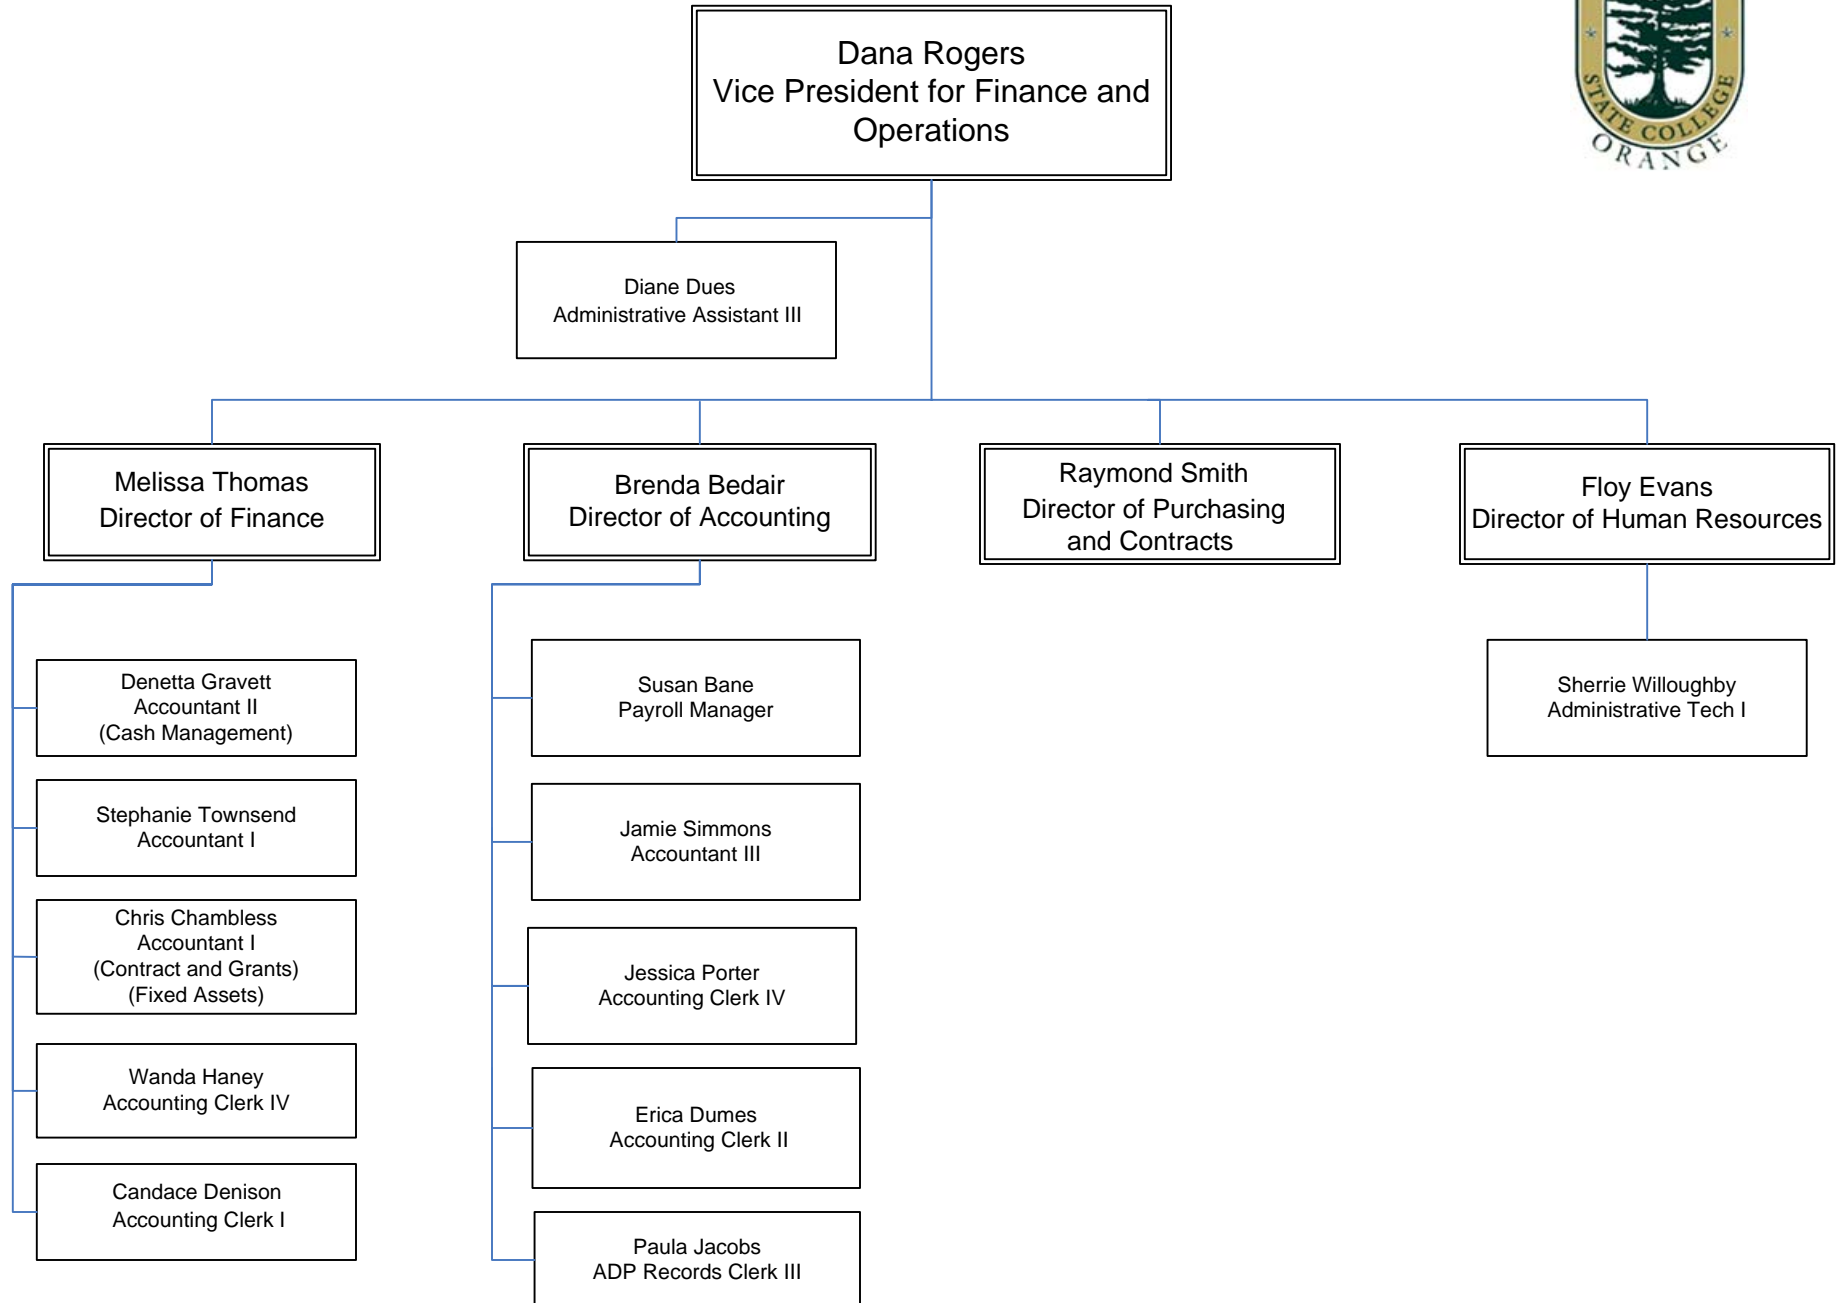 Dana Rogers
Vice President for Finance and
Operations
STATE COLLEGE
ORANGE
Diane Dues
Administrative Assistant III
Melissa Thomas
Director of Finance
Brenda Bedair
Director of Accounting
Raymond Smith
Director of Purchasing
and Contracts
Floy Evans
Director of Human Resources
Denetta Gravett
Accountant II
(Cash Management)
Stephanie Townsend
Accountant I
Chris Chambless
Accountant I
(Contract and Grants)
(Fixed Assets)
Wanda Haney
Accounting Clerk IV
Candace Denison
Accounting Clerk I
Susan Bane
Payroll Manager
Jamie Simmons
Accountant III
Jessica Porter
Accounting Clerk IV
Erica Dumes
Accounting Clerk II
Paula Jacobs
ADP Records Clerk III
Sherrie Willoughby
Administrative Tech I